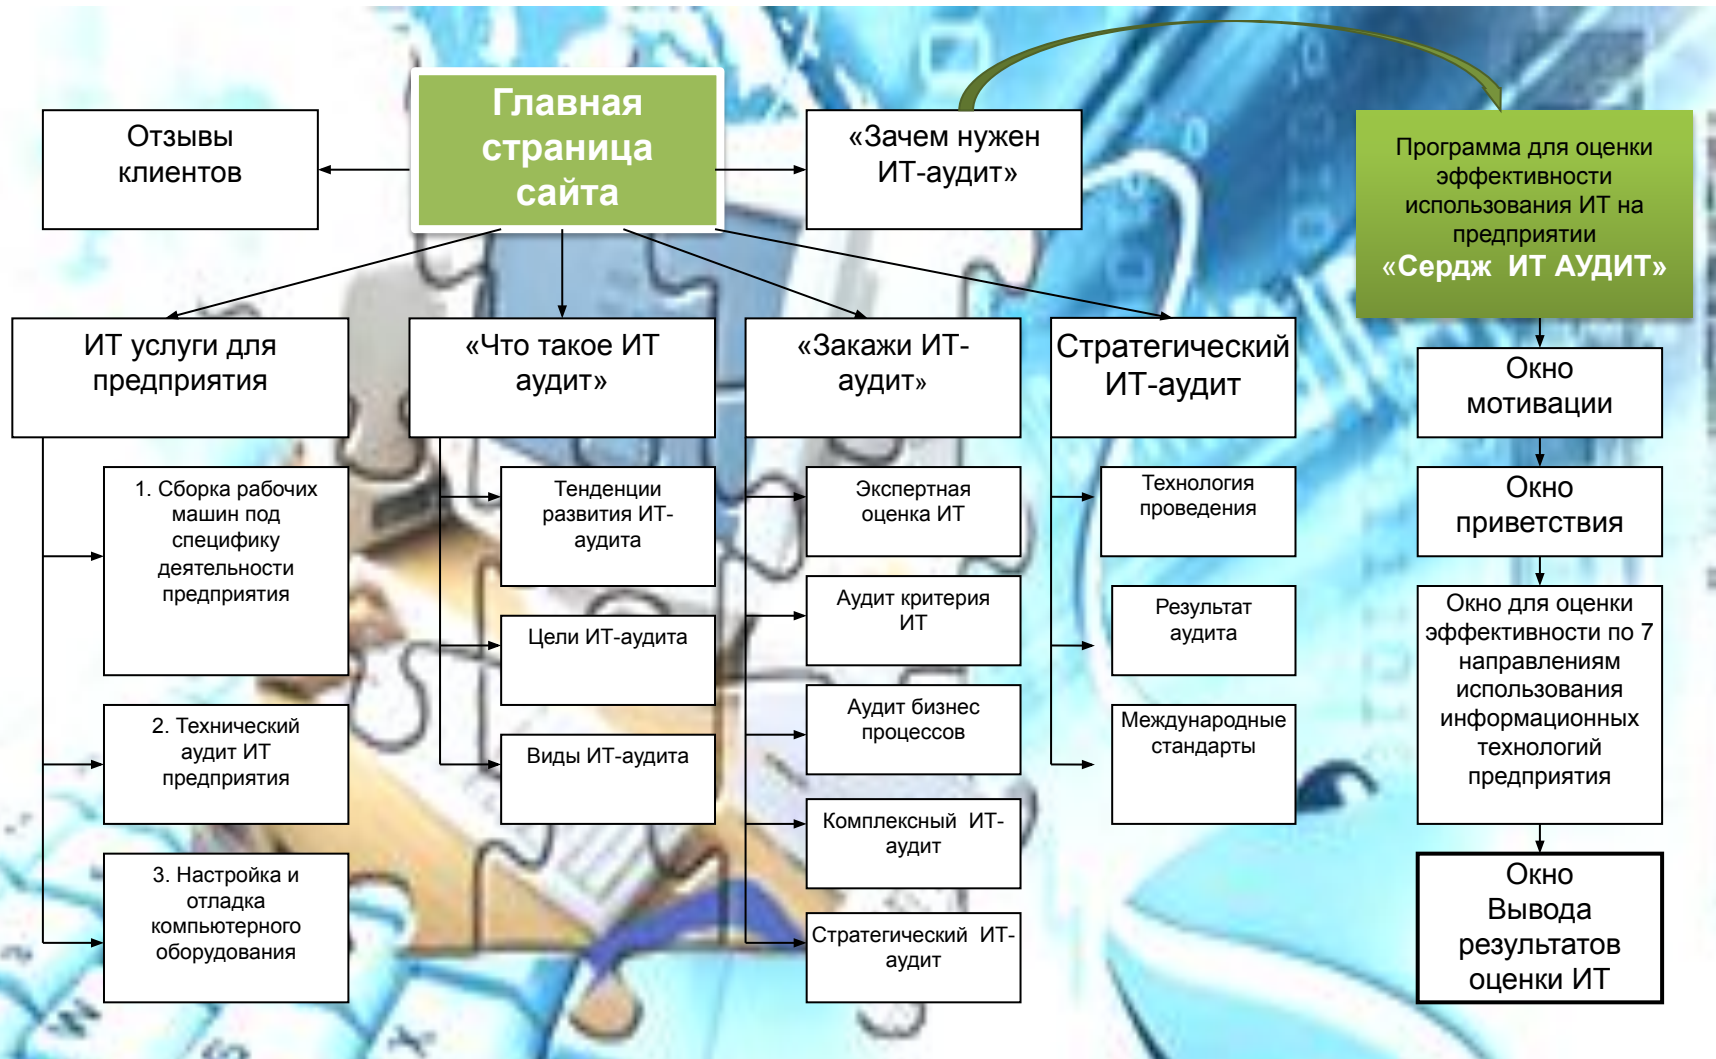 Главная
страница
сайта
Отзывы
клиентов
«Зачем нужен
ИТ-аудит»
Программа для оценки
эффективности
использования ИТ на
предприятии
«Сердж ИТ АУДИТ»
ИТ услуги для
предприятия
«Что такое ИТ
аудит»
«Закажи ИТ-
аудит»
Стратегический
ИТ-аудит
Окно
мотивации
1. Сборка рабочих
машин под
специфику
деятельности
предприятия
2. Технический
аудит ИТ
предприятия
3. Настройка и
отладка
компьютерного
оборудования
Тенденции
развития ИТ-
аудита
Цели ИТ-аудита
Виды ИТ-аудита
Экспертная
оценка ИТ
Аудит критерия
ИТ
Аудит бизнес
процессов
Комплексный ИТ-
аудит
Стратегический ИТ-
аудит
Технология
проведения
Результат
аудита
Международные
стандарты
Окно
приветствия
Окно для оценки
эффективности по 7
направлениям
использования
информационных
технологий
предприятия
Окно
Вывода
результатов
оценки ИТ